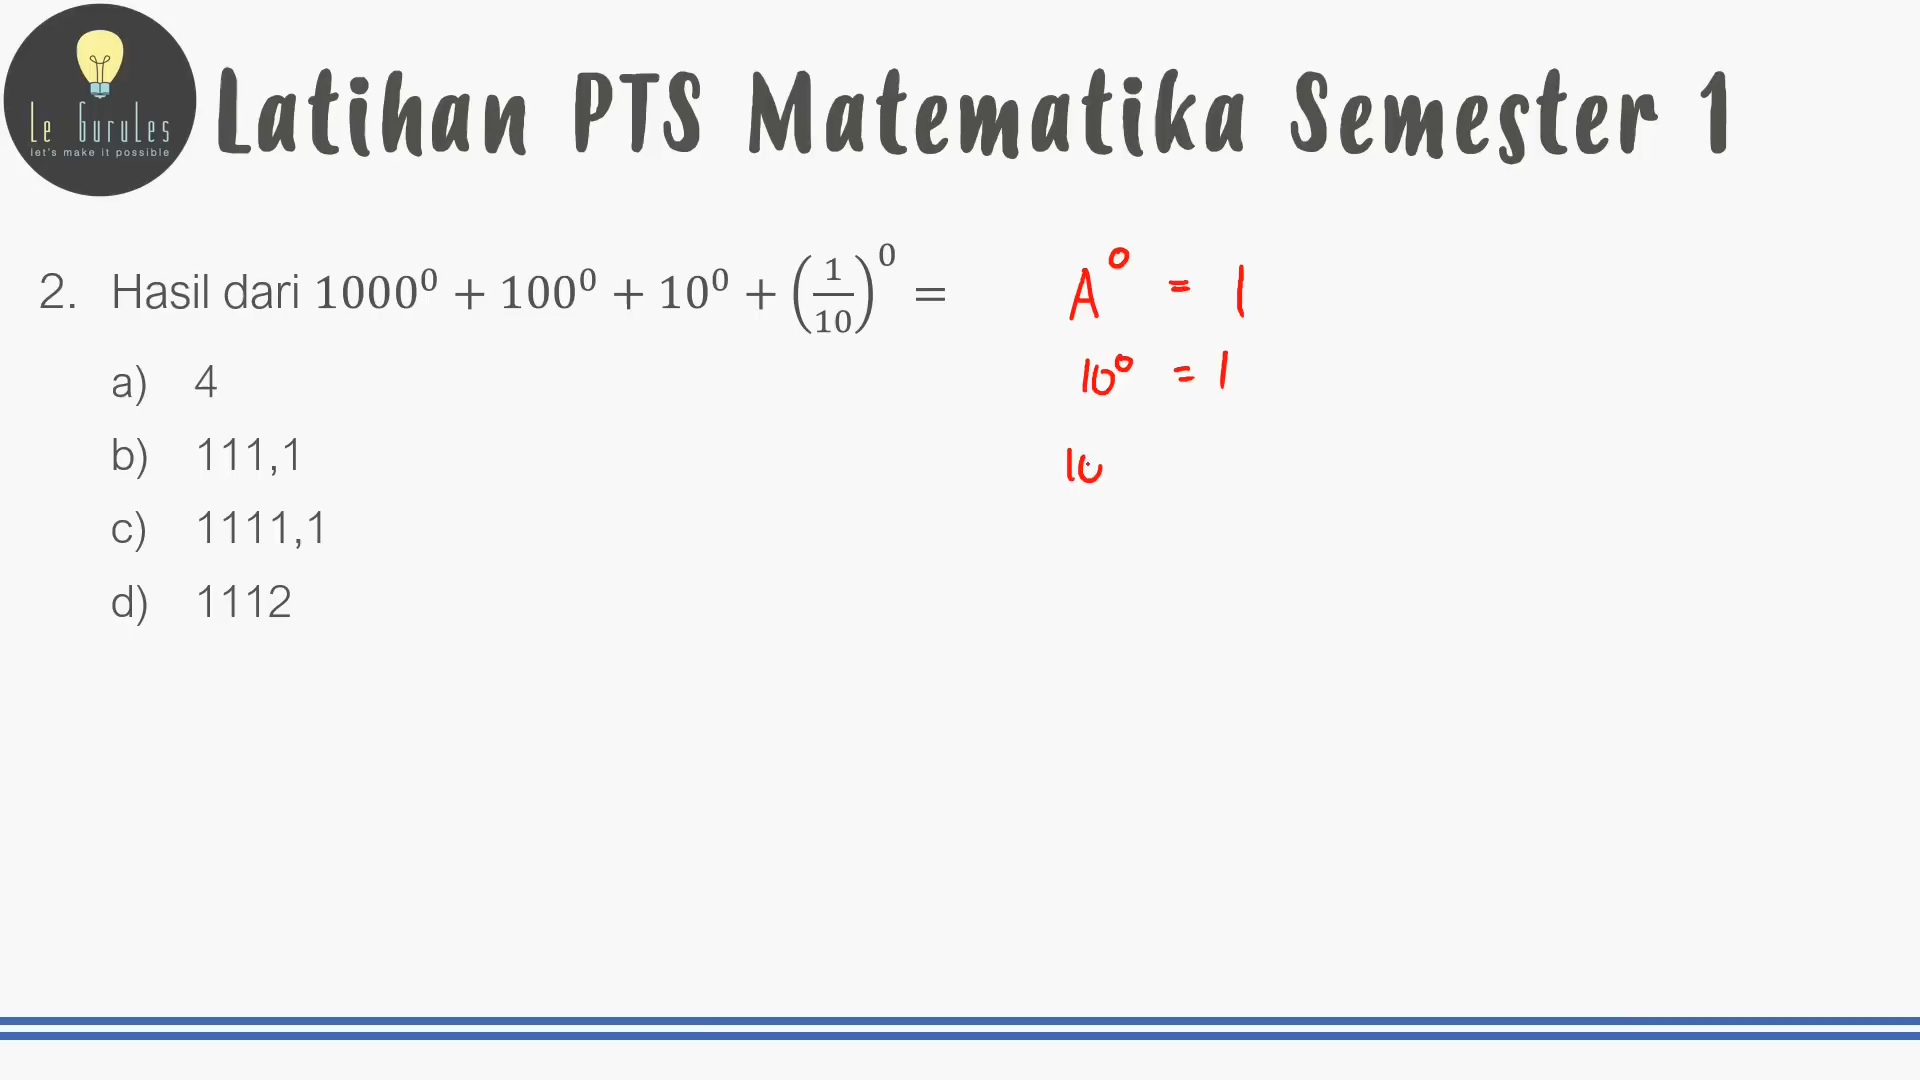 Le GuruLes
let's make it possible
Latihan PTS Matematika Semester 1
2. Hasil dari 1000⁰ + 100⁰ + 10⁰ + (1/10)⁰ =
a) 4
b) 111,1
c) 1111,1
d) 1112
A⁰ = 1
10⁰ = 1
10